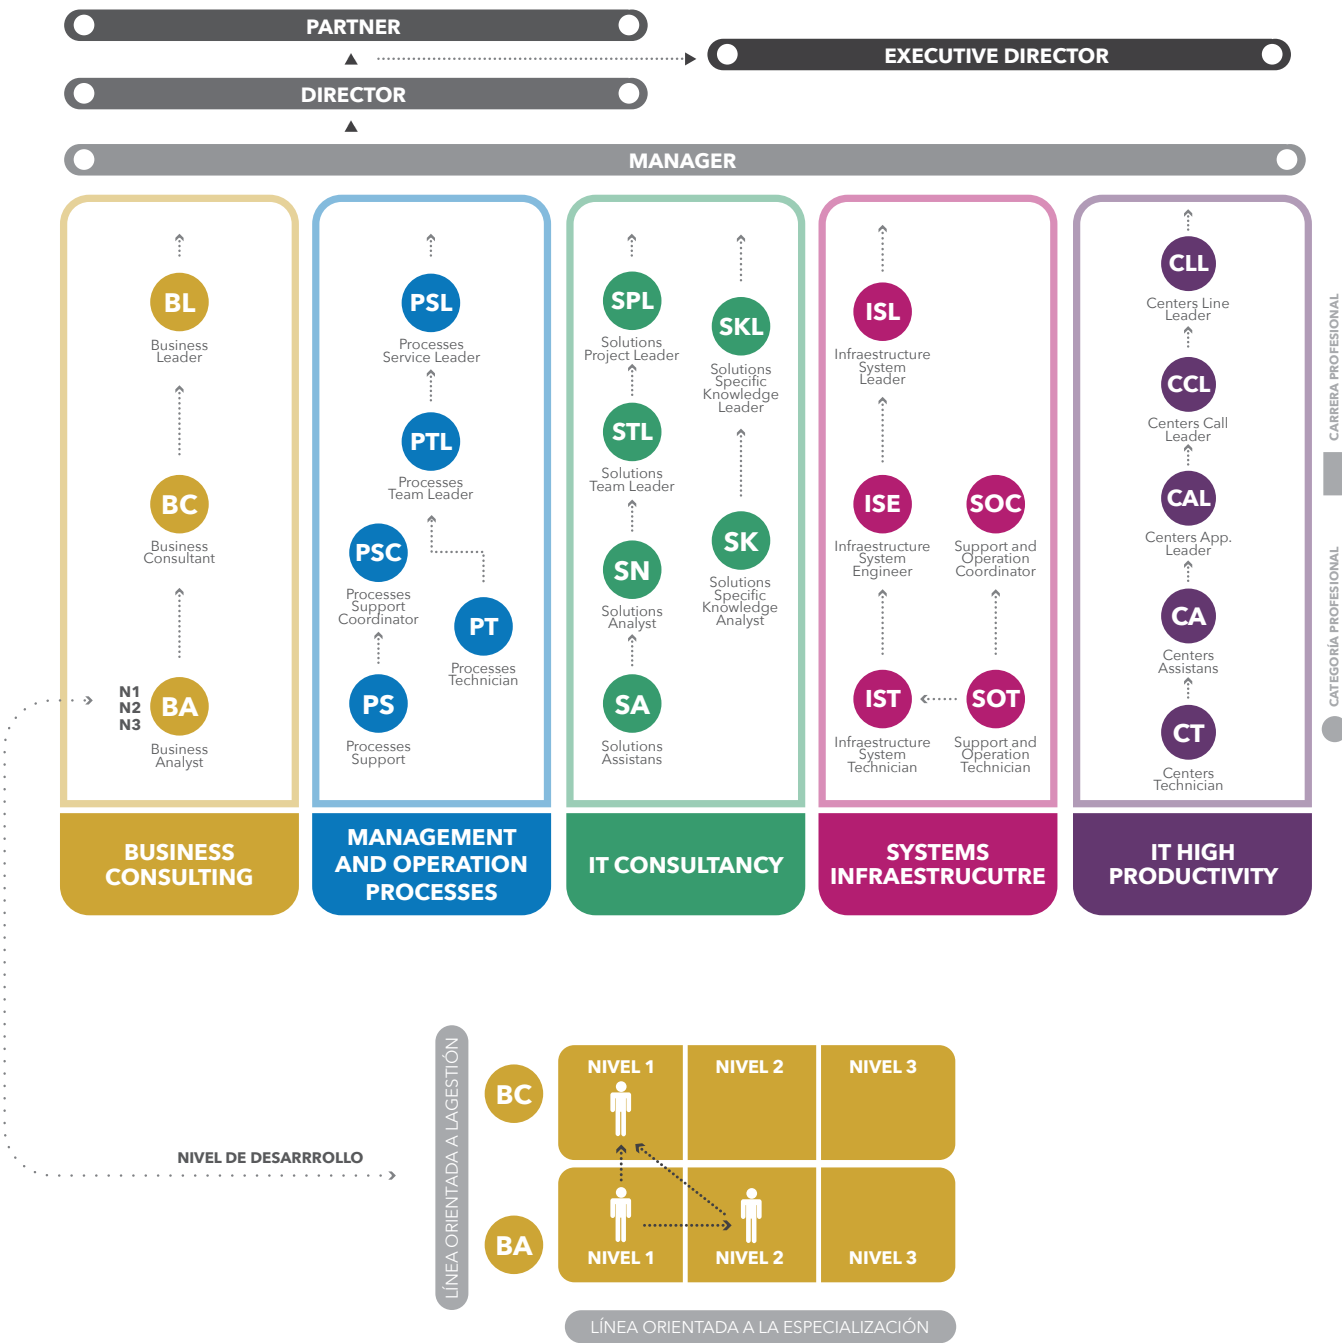 PARTNER
EXECUTIVE DIRECTOR
DIRECTOR
MANAGER
BL
Business
Leader
BC
Business
Consultant
N1
N2
N3
BA
Business
Analyst
BUSINESS
CONSULTING
PSL
Processes
Service Leader
PTL
Processes
Team Leader
PSC
Processes
Support
Coordinator
PT
Processes
Technician
PS
Processes
Support
MANAGEMENT
AND OPERATION
PROCESSES
SPL
Solutions
Project Leader
SKL
Solutions
Specific
Knowledge
Leader
STL
Solutions
Team Leader
SK
Solutions
Specific
Knowledge
Analyst
SN
Solutions
Analyst
SA
Solutions
Assistans
IT CONSULTANCY
ISL
Infraestructure
System
Leader
ISE
Infraestructure
System
Engineer
SOC
Support and
Operation
Coordinator
IST
Infraestructure
System
Technician
SOT
Support and
Operation
Technician
SYSTEMS
INFRAESTRUCUTRE
CLL
Centers Line
Leader
CCL
Centers Call
Leader
CAL
Centers App.
Leader
CA
Centers
Assistans
CT
Centers
Technician
IT HIGH
PRODUCTIVITY
CARRERA PROFESIONAL
CATEGORÍA PROFESIONAL
NIVEL DE DESARRROLLO
LÍNEA ORIENTADA A LAGESTIÓN
BC
NIVEL 1
NIVEL 2
NIVEL 3
BA
NIVEL 1
NIVEL 2
NIVEL 3
LÍNEA ORIENTADA A LA ESPECIALIZACIÓN